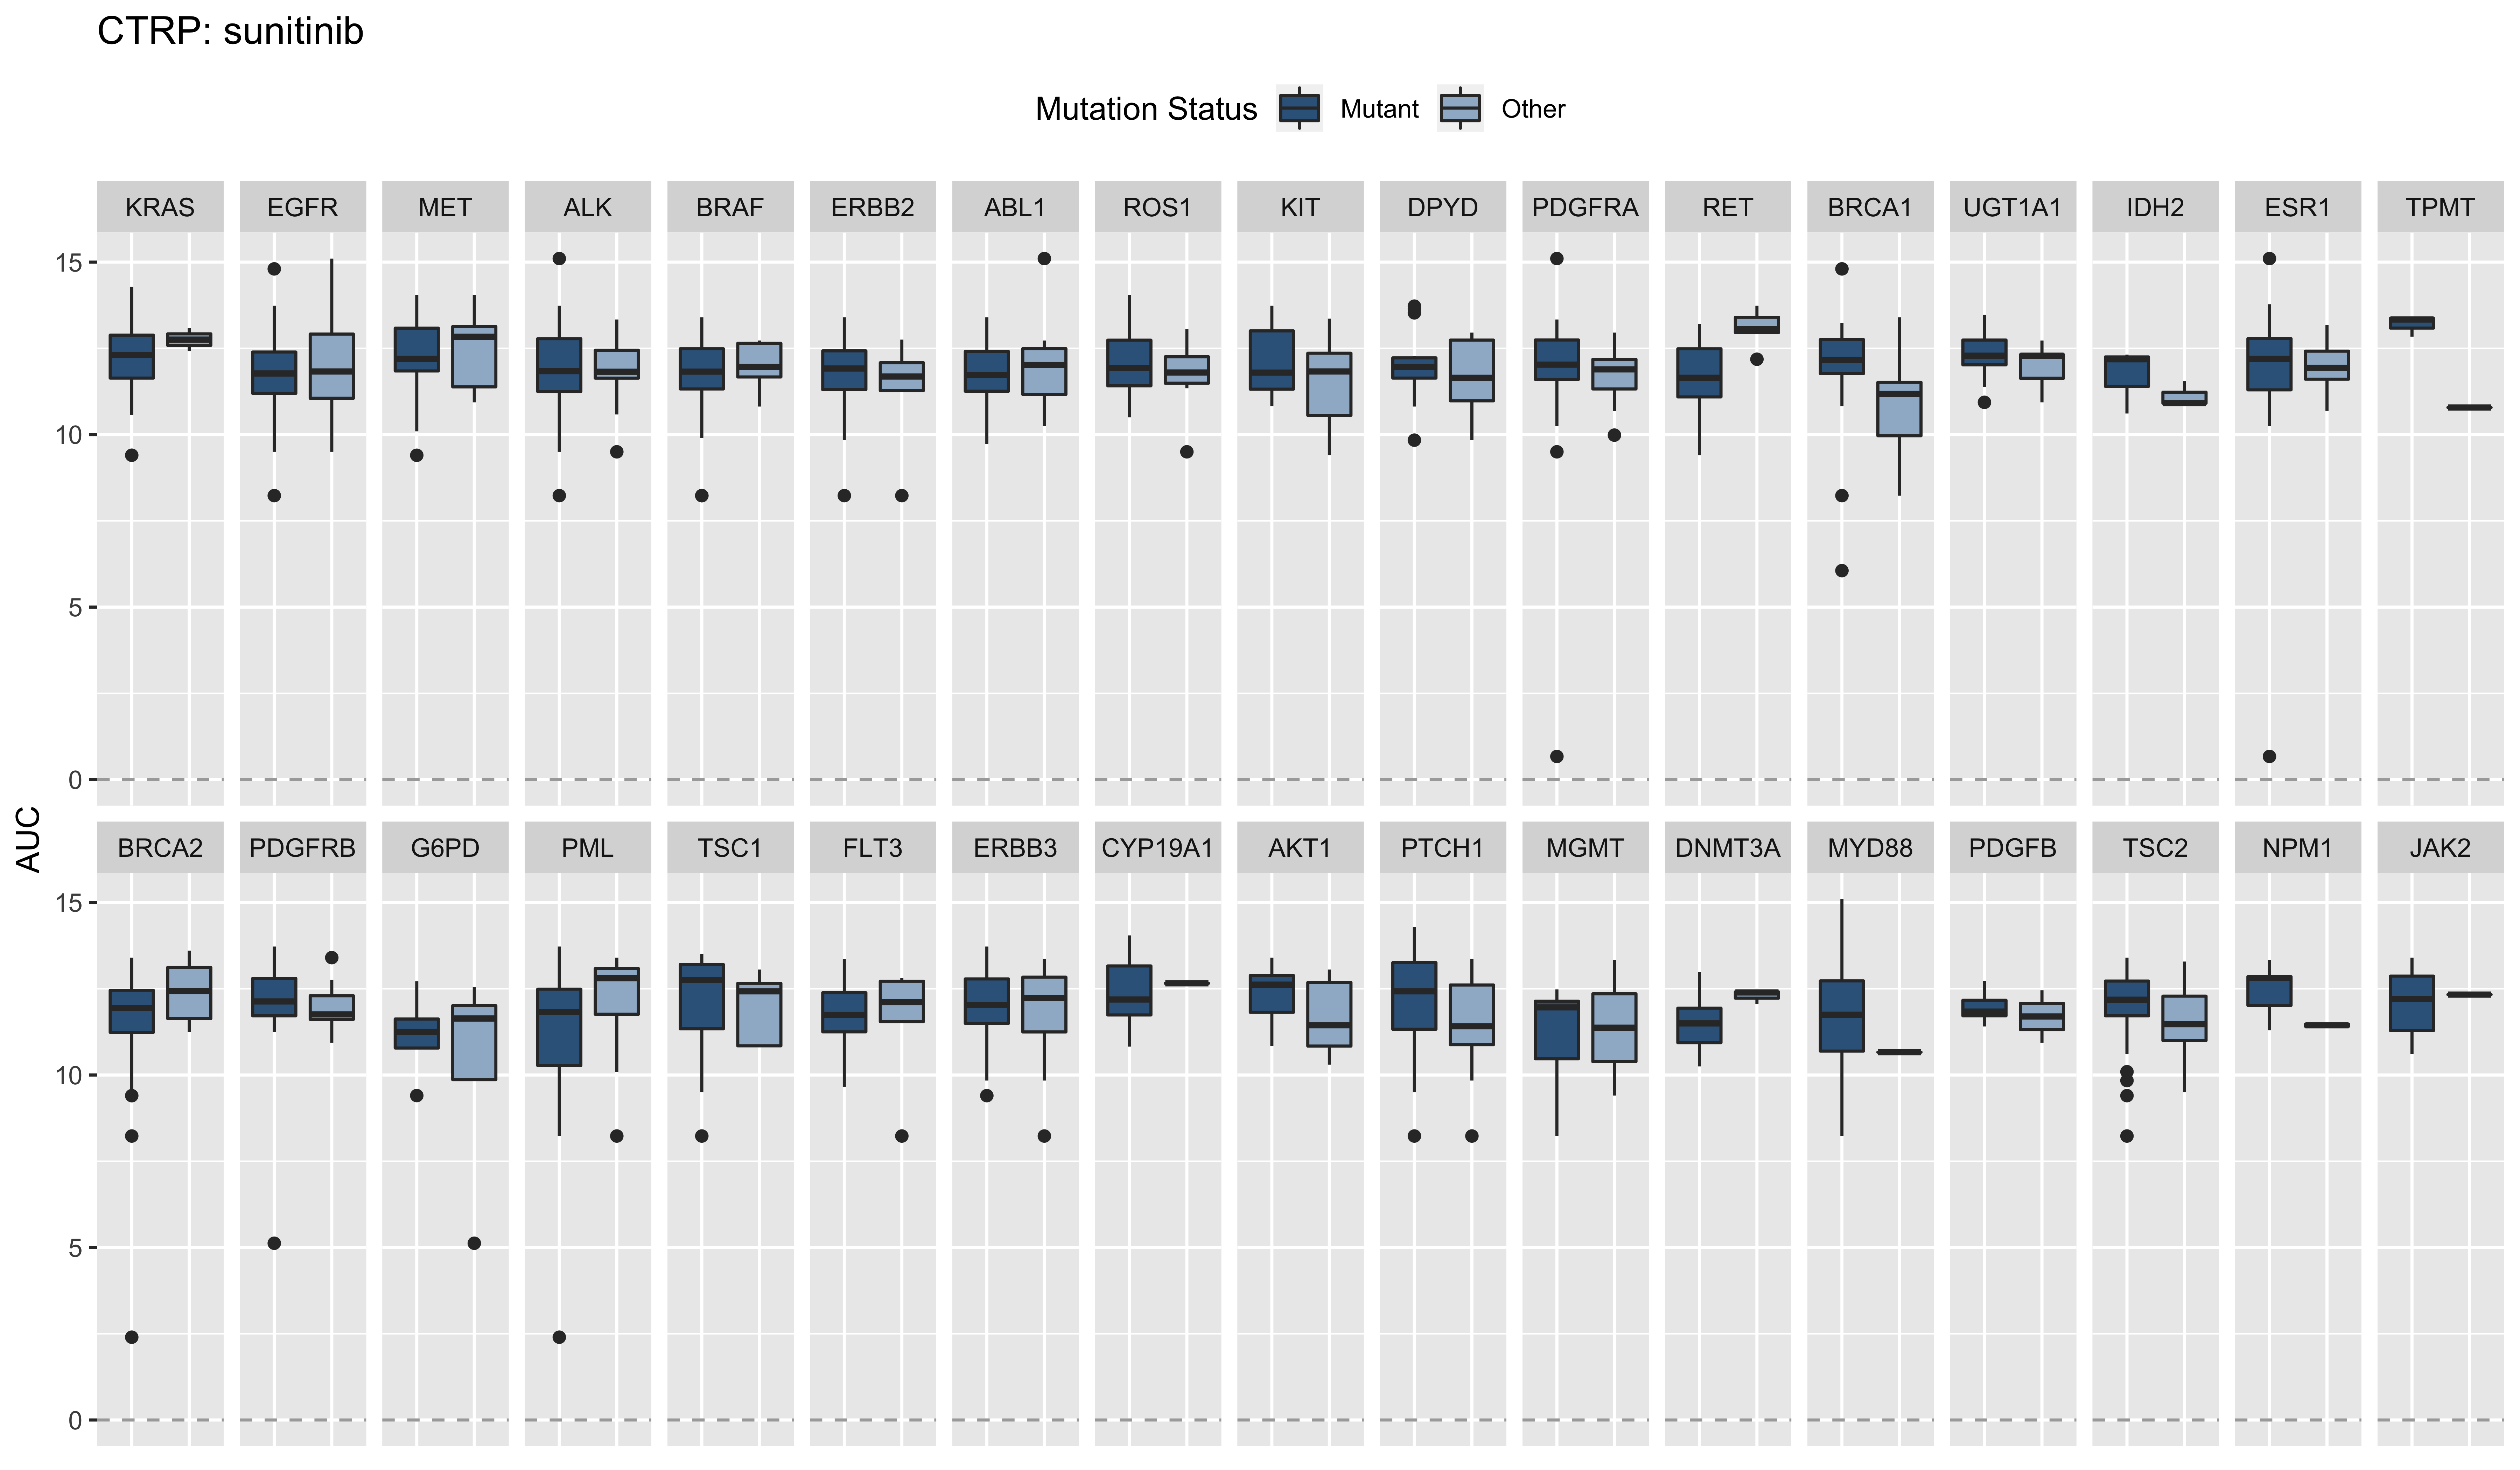 CTRP: sunitinib
Mutation Status Mutant Other
KRAS EGFR MET ALK BRAF ERBB2 ABL1 ROS1 KIT DPYD PDGFRA RET BRCA1 UGT1A1 IDH2 ESR1 TPMT
15
10
5
0
AUC
BRCA2 PDGFRB G6PD PML TSC1 FLT3 ERBB3 CYP19A1 AKT1 PTCH1 MGMT DNMT3A MYD88 PDGFB TSC2 NPM1 JAK2
15
10
5
0